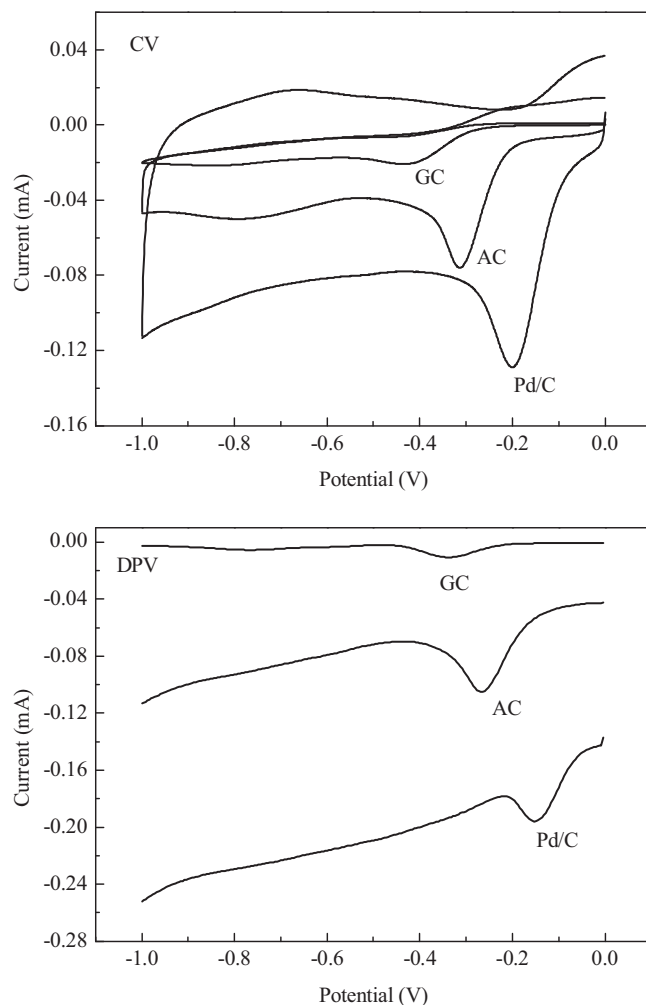 CV
0.04
0.00
-0.04
-0.08
-0.12
-0.16
Current (mA)
GC
AC
Pd/C
-1.0 -0.8 -0.6 -0.4 -0.2 0.0
Potential (V)
DPV
0.00
-0.04
-0.08
-0.12
-0.16
-0.20
-0.24
-0.28
Current (mA)
GC
AC
Pd/C
-1.0 -0.8 -0.6 -0.4 -0.2 0.0
Potential (V)